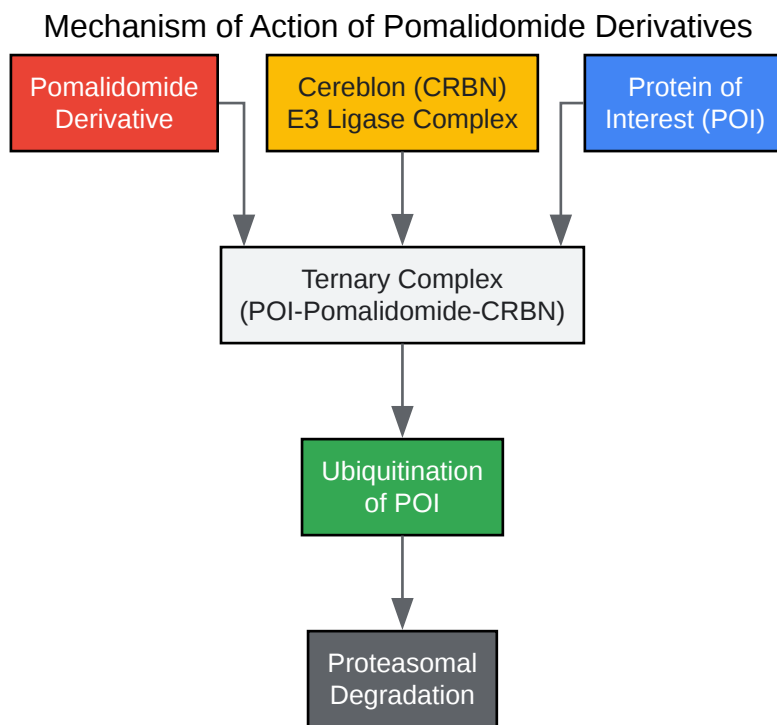 Mechanism of Action of Pomalidomide Derivatives
Pomalidomide
Derivative
Cereblon (CRBN)
E3 Ligase Complex
Protein of
Interest (POI)
Ternary Complex
(POI-Pomalidomide-CRBN)
Ubiquitination
of POI
Proteasomal
Degradation